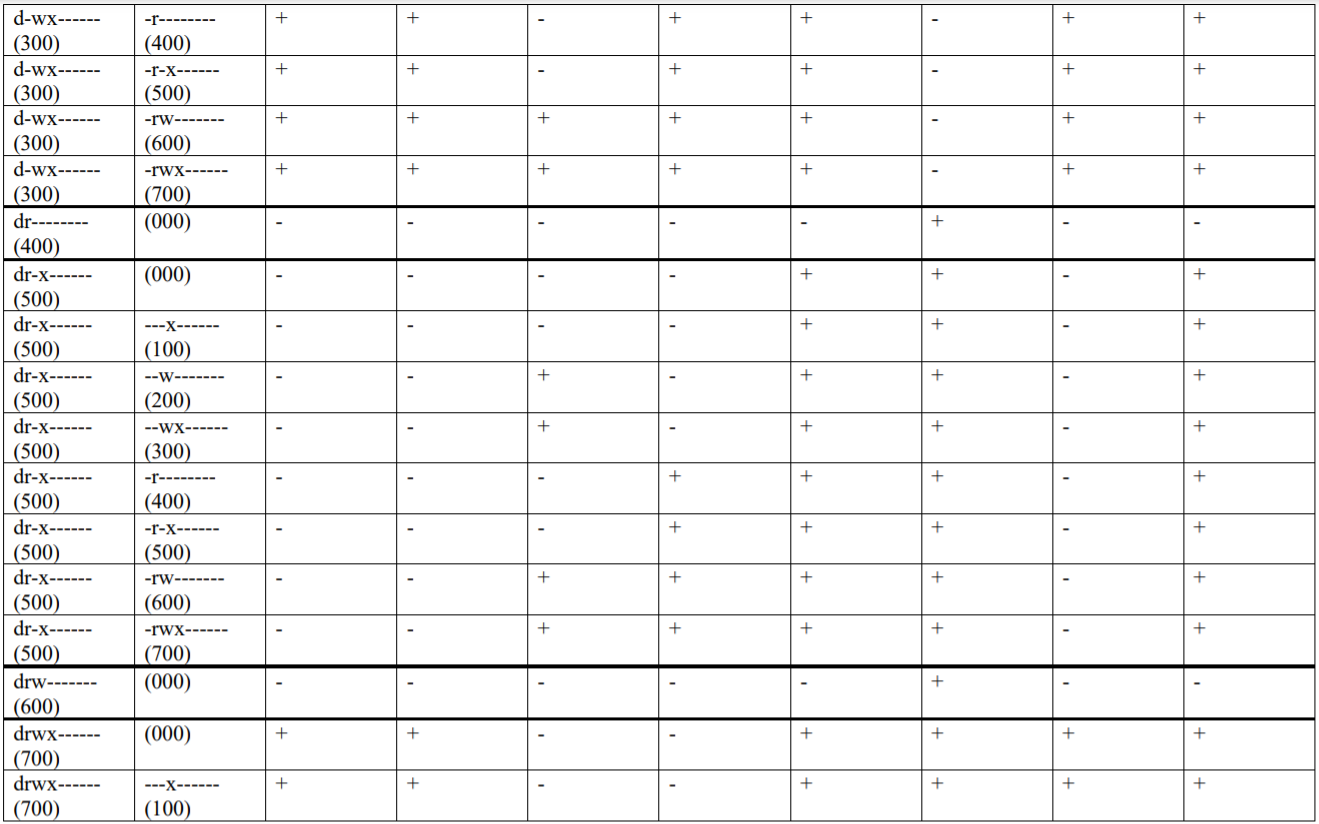 d-wx------ -r-------- + + - + + - + +
(300) (400)
d-wx------ -r-x------ + + - + + - + +
(300) (500)
d-wx------ -rw------- + + + + + - + +
(300) (600)
d-wx------ -rwx------ + + + + + - + +
(300) (700)
dr-------- (000) - - - - - + - -
(400)
dr-x------ (000) - - - - + + - +
(500)
dr-x------ ---x------ - - - - + + - +
(500) (100)
dr-x------ --w------- - - + - + + - +
(500) (200)
dr-x------ --wx------ - - + - + + - +
(500) (300)
dr-x------ -r-------- - - - + + + - +
(500) (400)
dr-x------ -r-x------ - - - + + + - +
(500) (500)
dr-x------ -rw------- - - + + + + - +
(500) (600)
dr-x------ -rwx------ - - + + + + - +
(500) (700)
drw------- (000) - - - - - + - -
(600)
drwx------ (000) + + - - + + + +
(700)
drwx------ ---x------ + + - - + + + +
(700) (100)